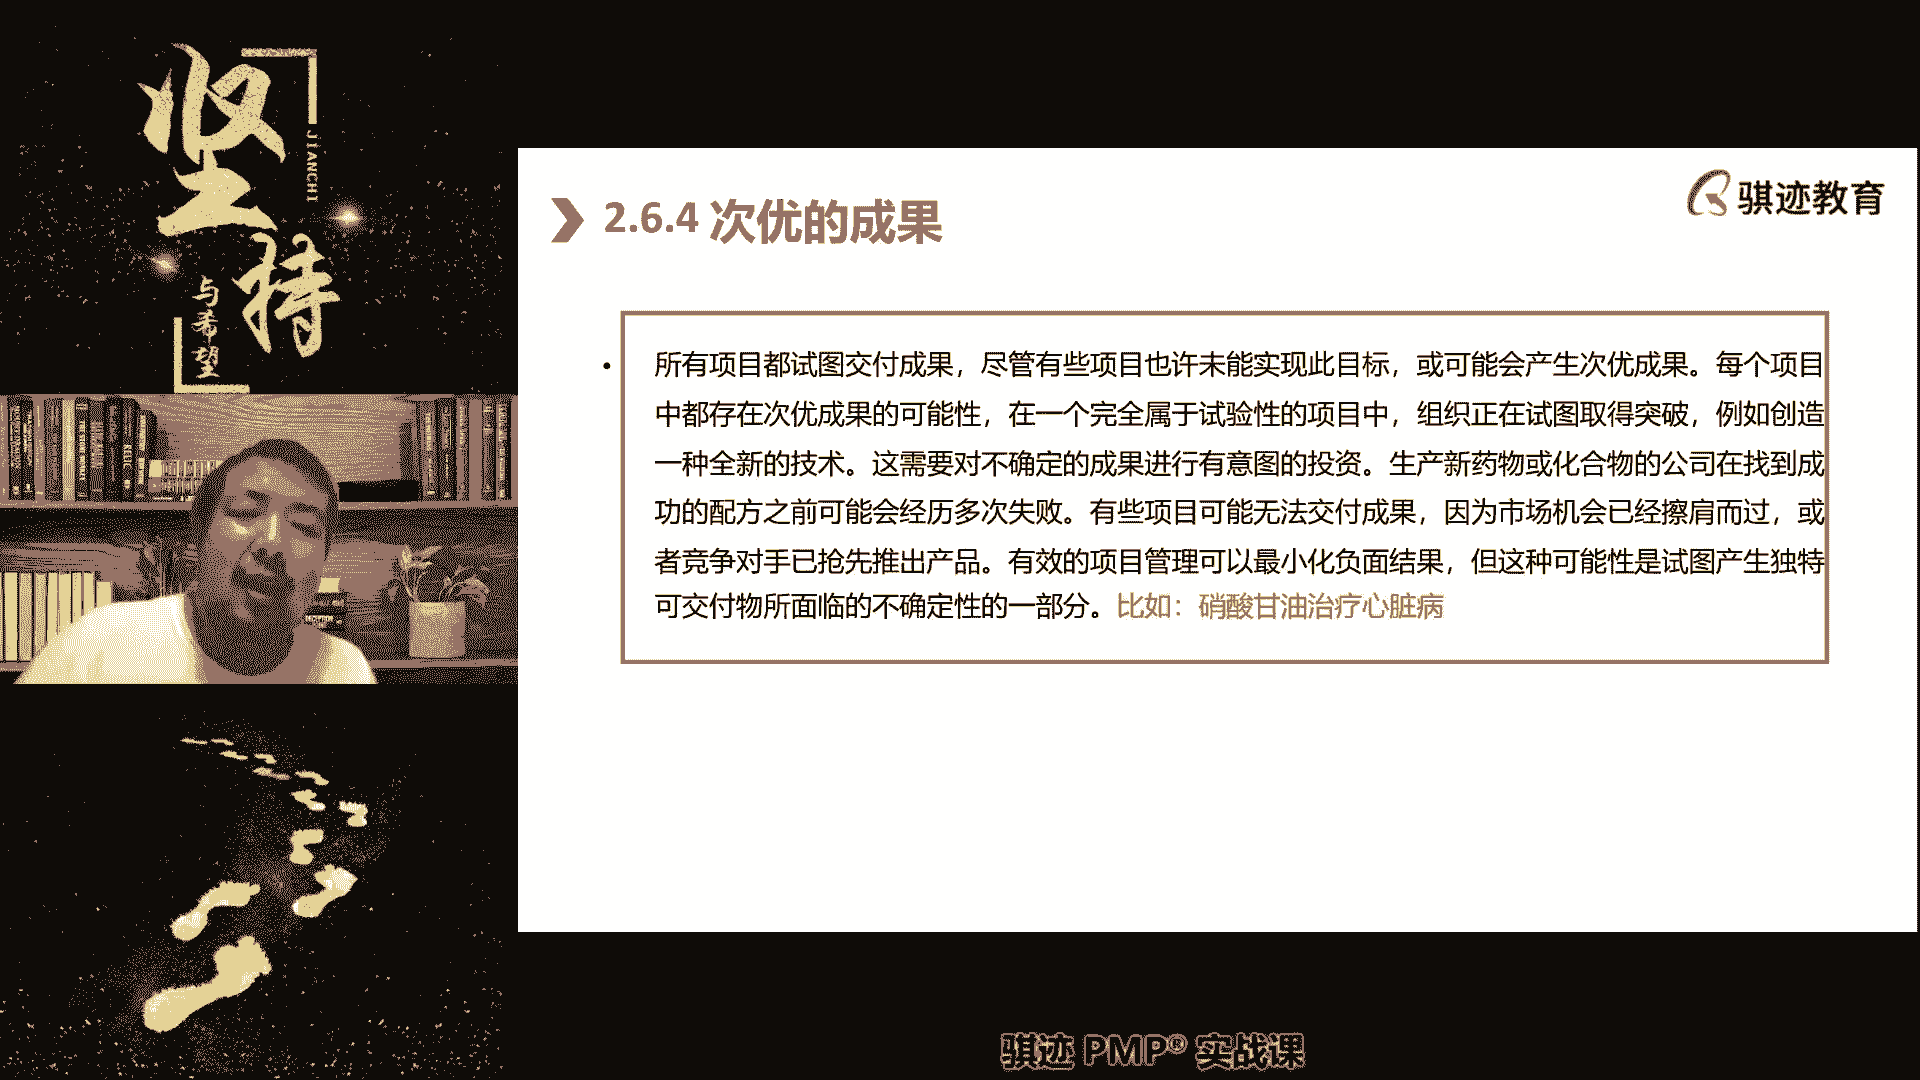 坚持
JIANCHI
与希望
骐迹教育
2.6.4 次优的成果
• 所有项目都试图交付成果，尽管有些项目也许未能实现此目标，或可能会产生次优成果。每个项目
中都存在次优成果的可能性，在一个完全属于试验性的项目中，组织正在试图取得突破，例如创造
一种全新的技术。这需要对不确定的成果进行有意图的投资。生产新药物或化合物的公司在找到成
功的配方之前可能会经历多次失败。有些项目可能无法交付成果，因为市场机会已经擦肩而过，或
者竞争对手已抢先推出产品。有效的项目管理可以最小化负面结果，但这种可能性是试图产生独特
可交付物所面临的不确定性的一部分。比如：硝酸甘油治疗心脏病
骐迹 PMP® 实战课